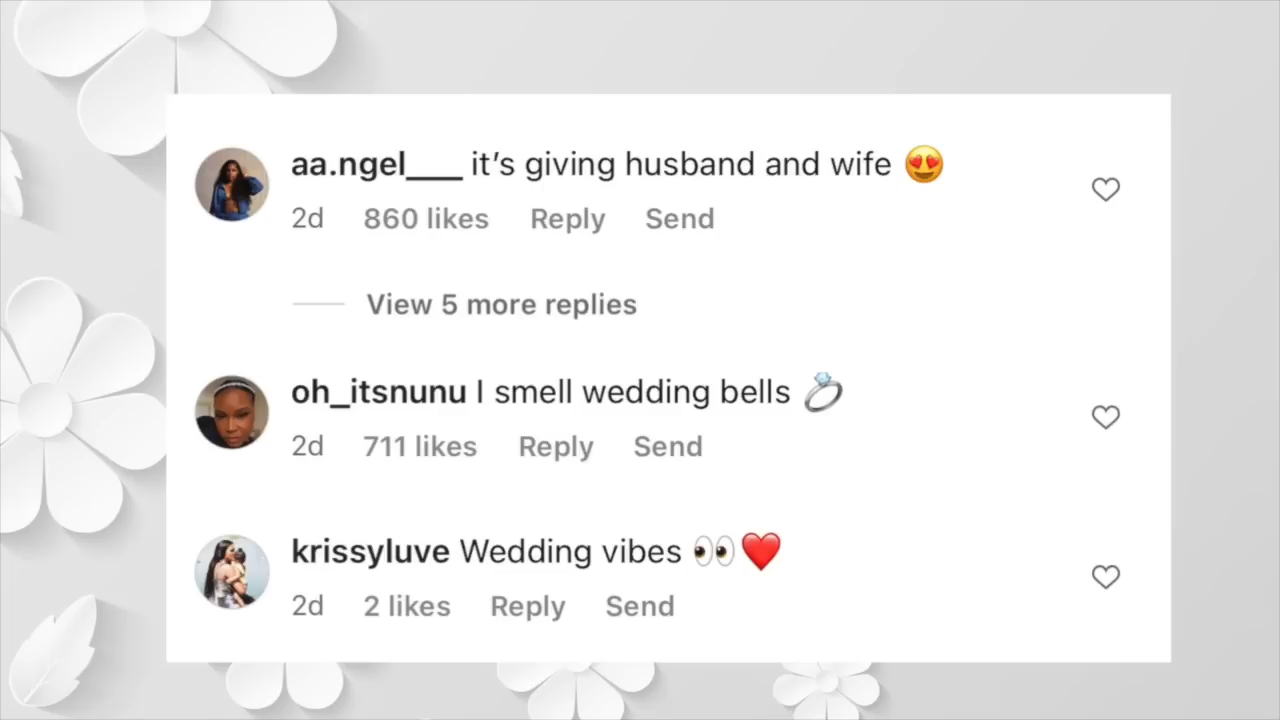 aa.ngel___ it’s giving husband and wife 😍
2d 860 likes Reply Send
View 5 more replies
oh_itsnunu I smell wedding bells 💍
2d 711 likes Reply Send
krissyluve Wedding vibes 👀❤️
2d 2 likes Reply Send